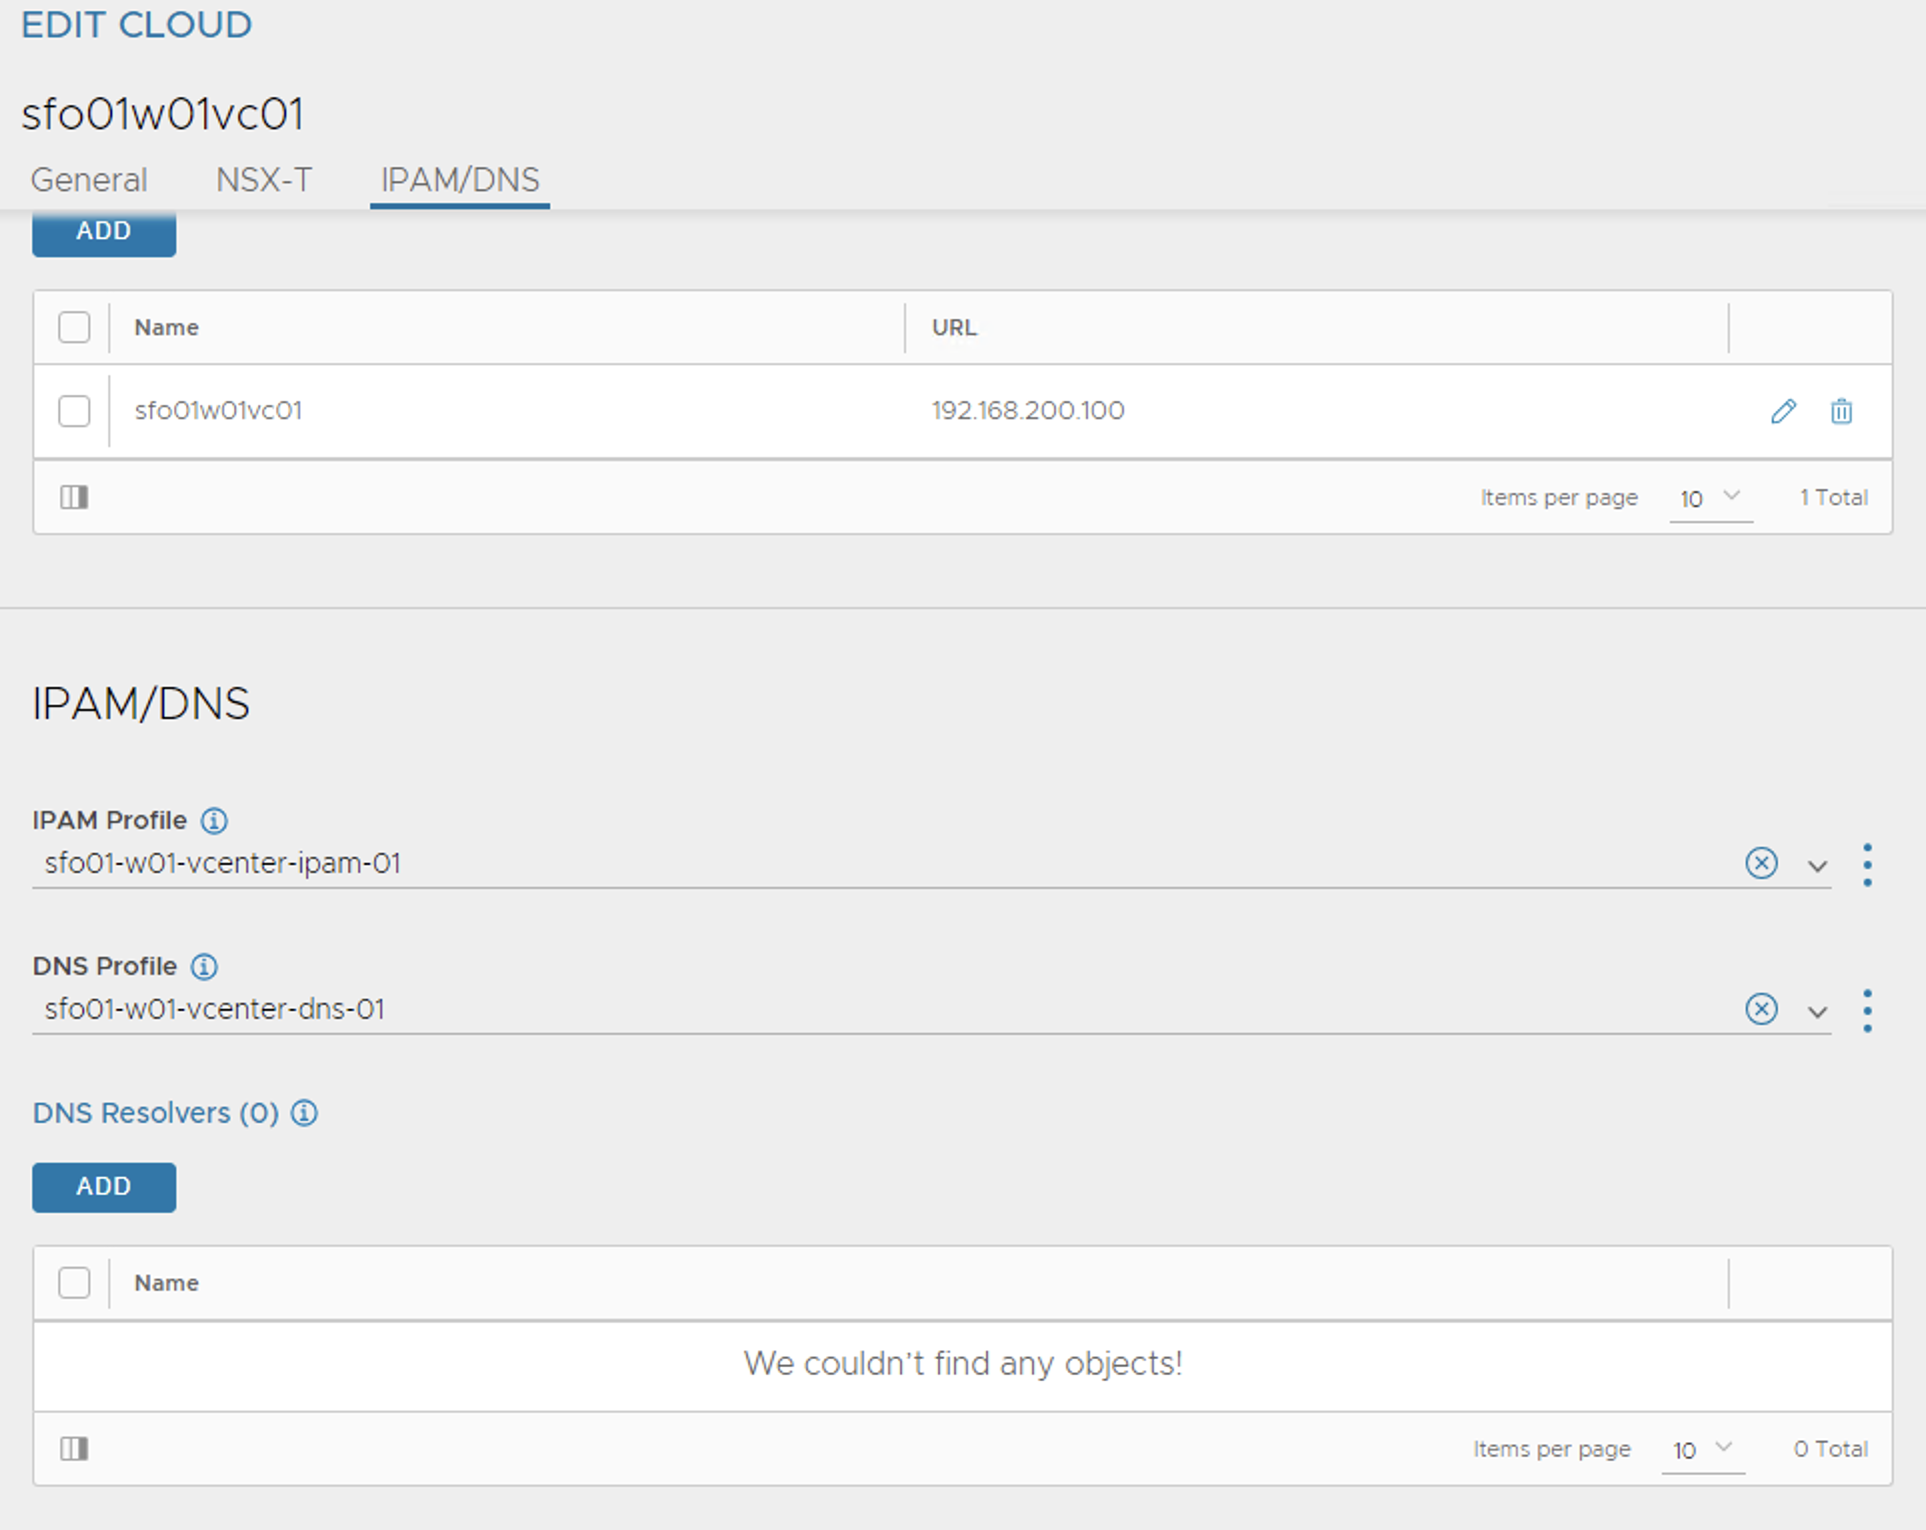 EDIT CLOUD
sfo01w01vc01
General NSX-T IPAM/DNS
ADD
Name URL
sfo01w01vc01 192.168.200.100
Items per page 10 1 Total
IPAM/DNS
IPAM Profile
sfo01-w01-vcenter-ipam-01
DNS Profile
sfo01-w01-vcenter-dns-01
DNS Resolvers (0)
ADD
Name
We couldn't find any objects!
Items per page 10 0 Total